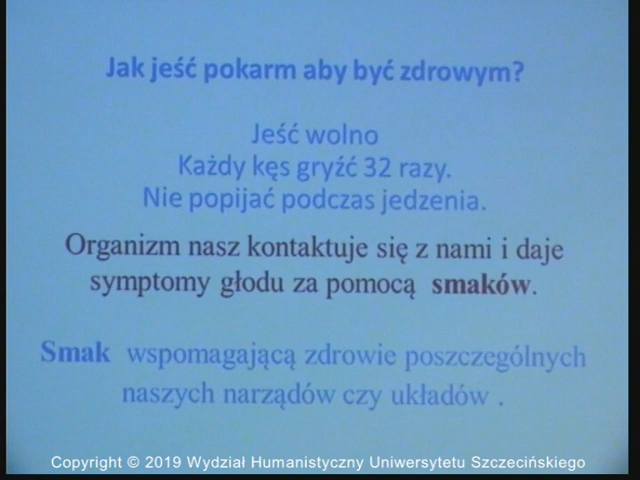 Jak jeść pokarm aby być zdrowym?
Jeść wolno
Każdy kęs gryźć 32 razy.
Nie popijać podczas jedzenia.
Organizm nasz kontaktuje się z nami i daje
symptomy głodu za pomocą smaków.
Smak wspomagającą zdrowie poszczególnych
naszych narządów czy układów .
Copyright © 2019 Wydział Humanistyczny Uniwersytetu Szczecińskiego